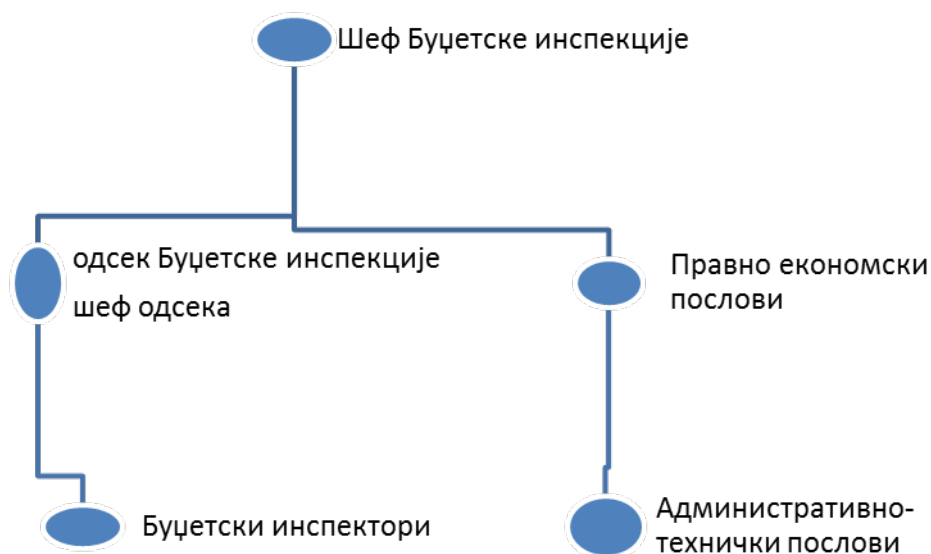 Шеф Буџетске инспекције
одсек Буџетске инспекције
шеф одсека
Правно економски
послови
Буџетски инспектори
Административно-
технички послови